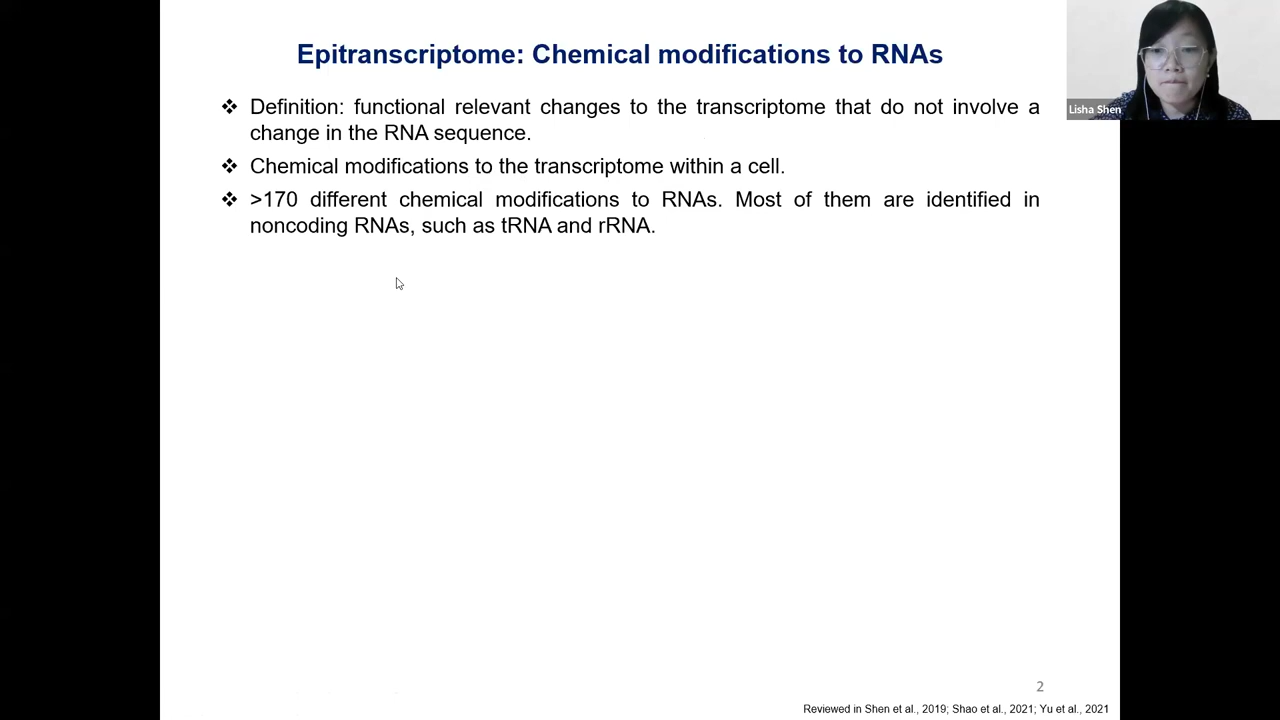 Epitranscriptome: Chemical modifications to RNAs
Lisha Shen
❖ Definition: functional relevant changes to the transcriptome that do not involve a
change in the RNA sequence.
❖ Chemical modifications to the transcriptome within a cell.
❖ >170 different chemical modifications to RNAs. Most of them are identified in
noncoding RNAs, such as tRNA and rRNA.
2
Reviewed in Shen et al., 2019; Shao et al., 2021; Yu et al., 2021